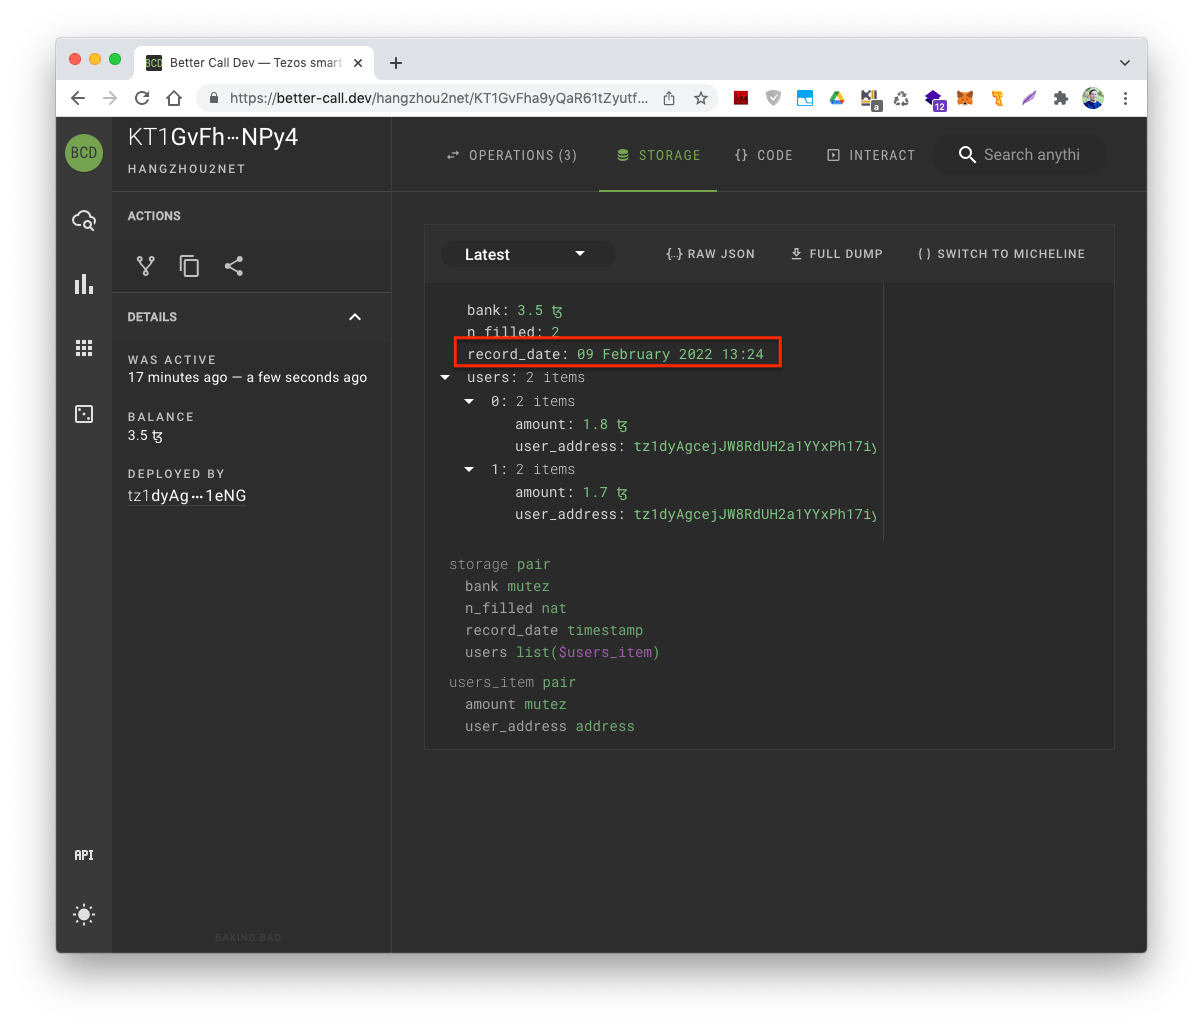 BCD Better Call Dev — Tezos smart
https://better-call.dev/hangzhou2net/KT1GvFha9yQaR61tZyutf...
a
12
BCD
KT1GvFh···NPy4
HANGZHOU2NET
OPERATIONS (3)
STORAGE
{} CODE
INTERACT
Search anythi
ACTIONS
DETAILS
WAS ACTIVE
17 minutes ago — a few seconds ago
BALANCE
3.5 ꜩ
DEPLOYED BY
tz1dyAg···1eNG
API
BAKING BAD
Latest
{..} RAW JSON
FULL DUMP
() SWITCH TO MICHELINE
bank: 3.5 ꜩ
n_filled: 2
record_date: 09 February 2022 13:24
users: 2 items
0: 2 items
amount: 1.8 ꜩ
user_address: tz1dyAgcejJW8RdUH2a1YYxPh17iy
1: 2 items
amount: 1.7 ꜩ
user_address: tz1dyAgcejJW8RdUH2a1YYxPh17iy
storage pair
bank mutez
n_filled nat
record_date timestamp
users list($users_item)
users_item pair
amount mutez
user_address address